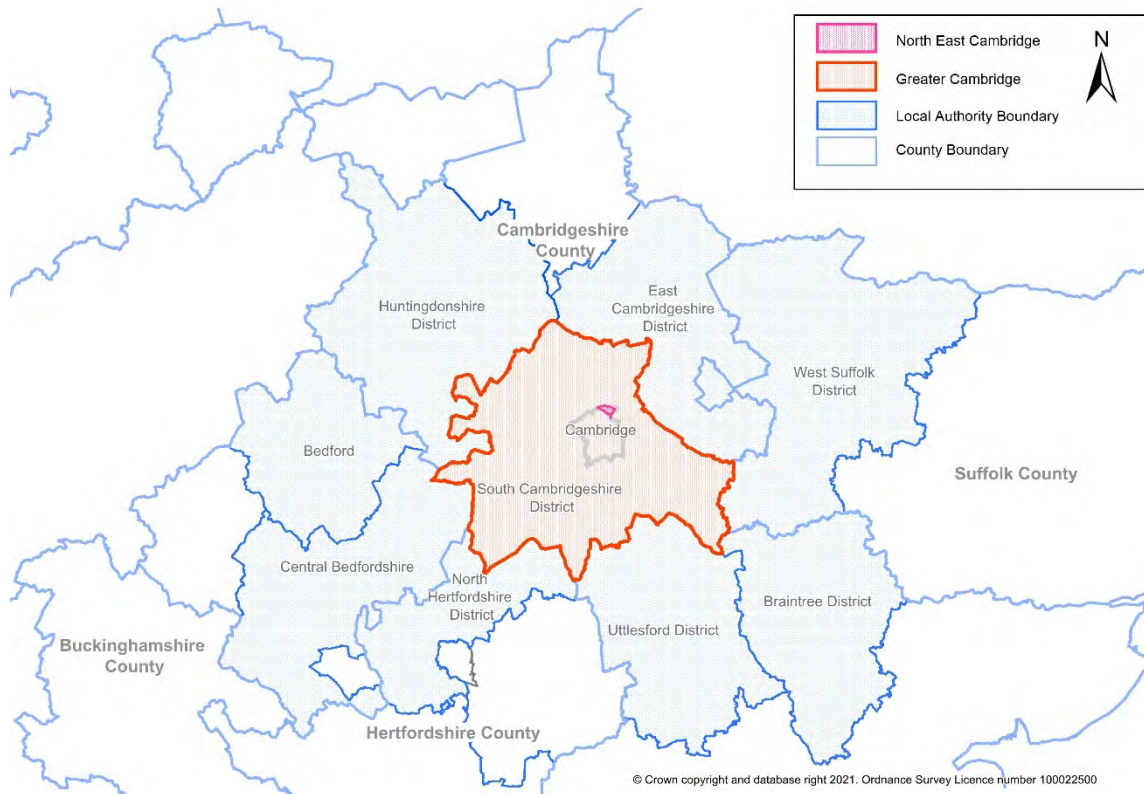 North East Cambridge
Greater Cambridge
Local Authority Boundary
County Boundary
N
Cambridgeshire
County
Huntingdonshire
District
East
Cambridgeshire
District
West Suffolk
District
Cambridge
Bedford
Suffolk County
South Cambridgeshire
District
Central Bedfordshire
North
Hertfordshire
District
Braintree District
Uttlesford District
Buckinghamshire
County
Hertfordshire County
© Crown copyright and database right 2021. Ordnance Survey Licence number 100022500